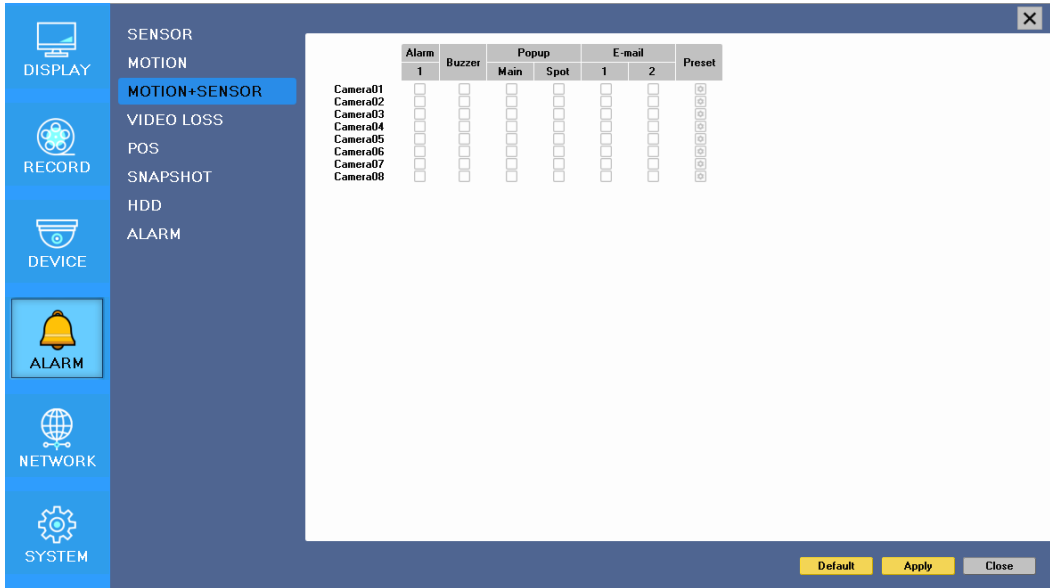 DISPLAY
RECORD
DEVICE
ALARM
NETWORK
SYSTEM
SENSOR
MOTION
MOTION+SENSOR
VIDEO LOSS
POS
SNAPSHOT
HDD
ALARM
Alarm Buzzer Popup E-mail Preset
1 Main Spot 1 2
Camera01
Camera02
Camera03
Camera04
Camera05
Camera06
Camera07
Camera08
Default Apply Close